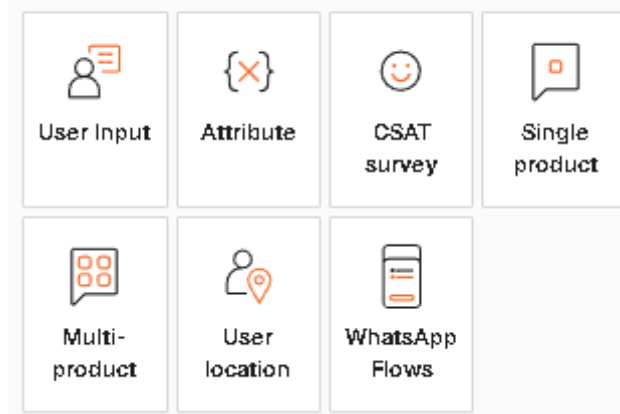 User Input
Attribute
CSAT
survey
Single
product
Multi-
product
User
location
WhatsApp
Flows